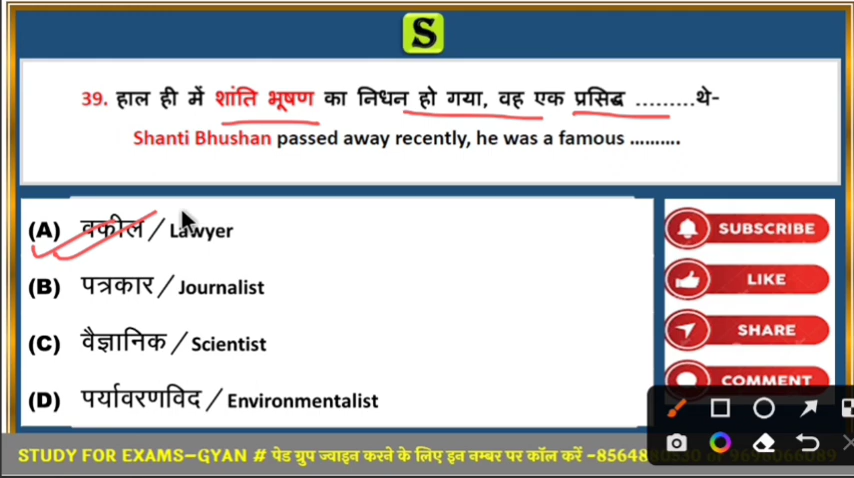 S
39. हाल ही में शांति भूषण का निधन हो गया, वह एक प्रसिद्ध .........थे-
Shanti Bhushan passed away recently, he was a famous ..........
(A) वकील / Lawyer
(B) पत्रकार / Journalist
(C) वैज्ञानिक / Scientist
(D) पर्यावरणविद / Environmentalist
SUBSCRIBE
LIKE
SHARE
COMMENT
STUDY FOR EXAMS-GYAN # पेड ग्रुप ज्वाइन करने के लिए इन नम्बर पर कॉल करें